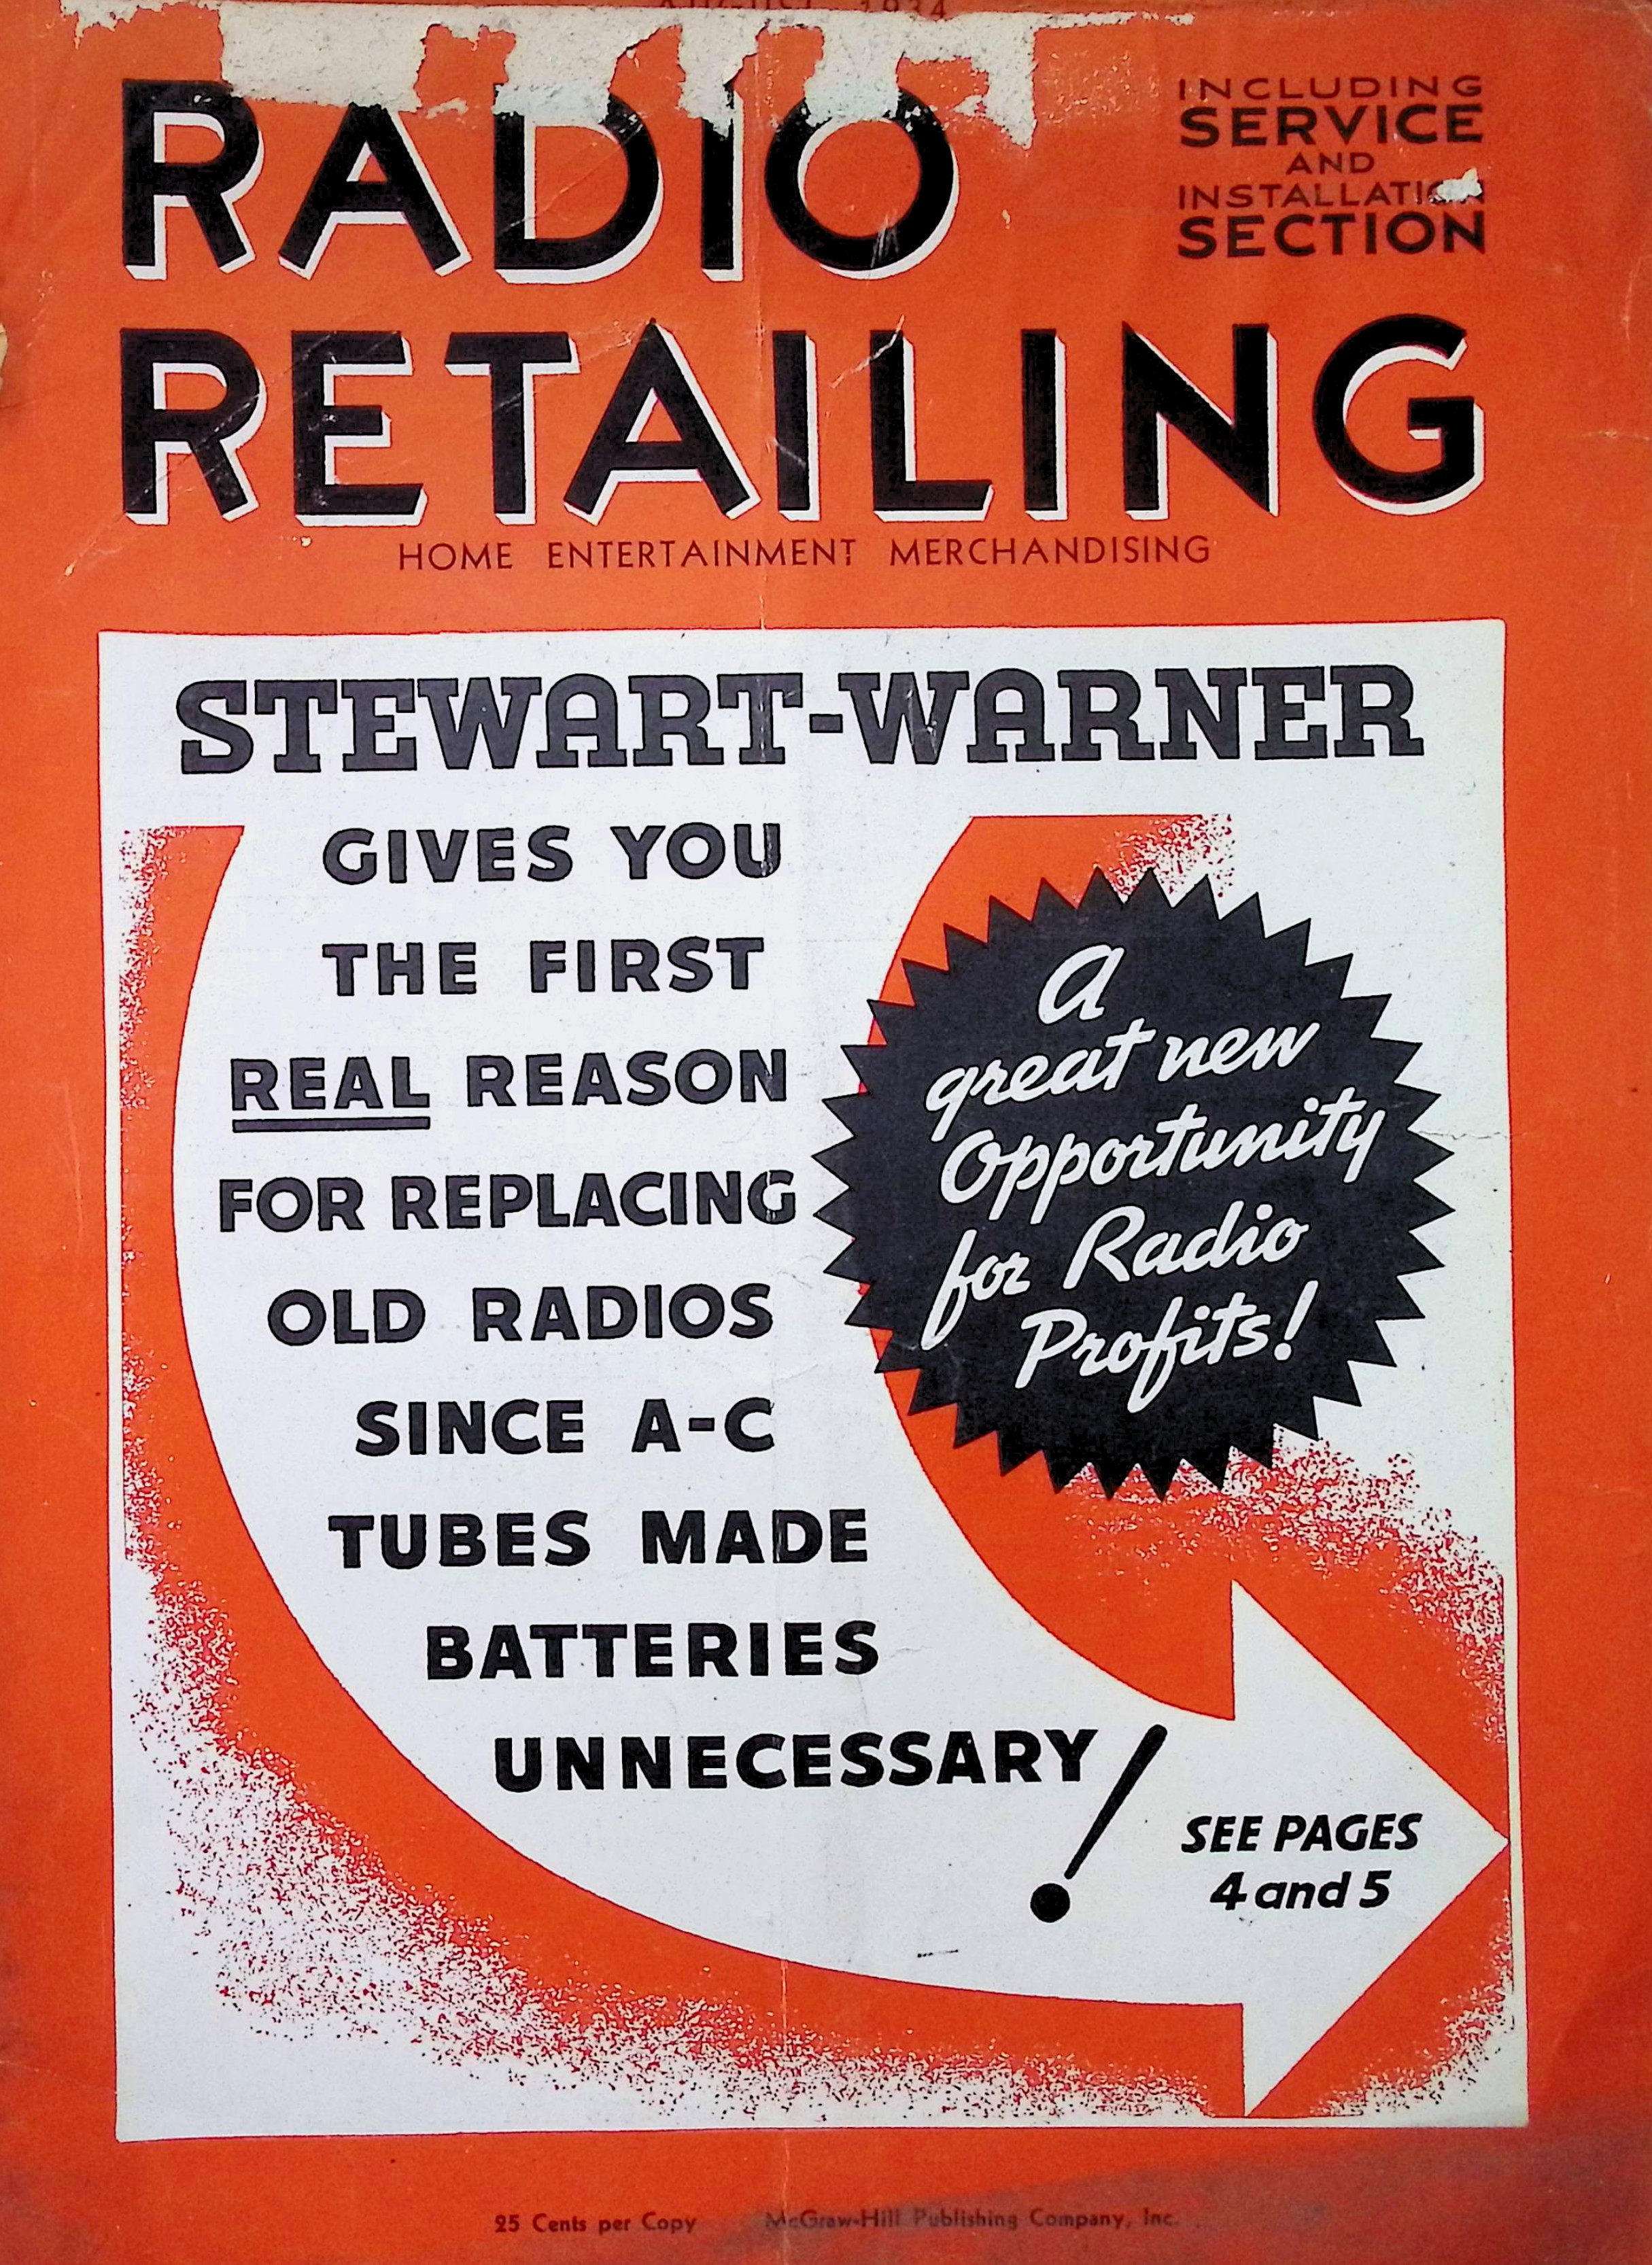 1934
RADIO
INCLUDING
SERVICE
AND
INSTALLATION
SECTION
RETAILING
HOME ENTERTAINMENT MERCHANDISING
STEWART-WARNER
GIVES YOU
THE FIRST
REAL REASON
FOR REPLACING
OLD RADIOS
SINCE A-C
TUBES MADE
BATTERIES
UNNECESSARY!
A
great new
Opportunity
for Radio
Profits!
SEE PAGES
4 and 5
25 Cents per Copy McGraw-Hill Publishing Company, Inc.